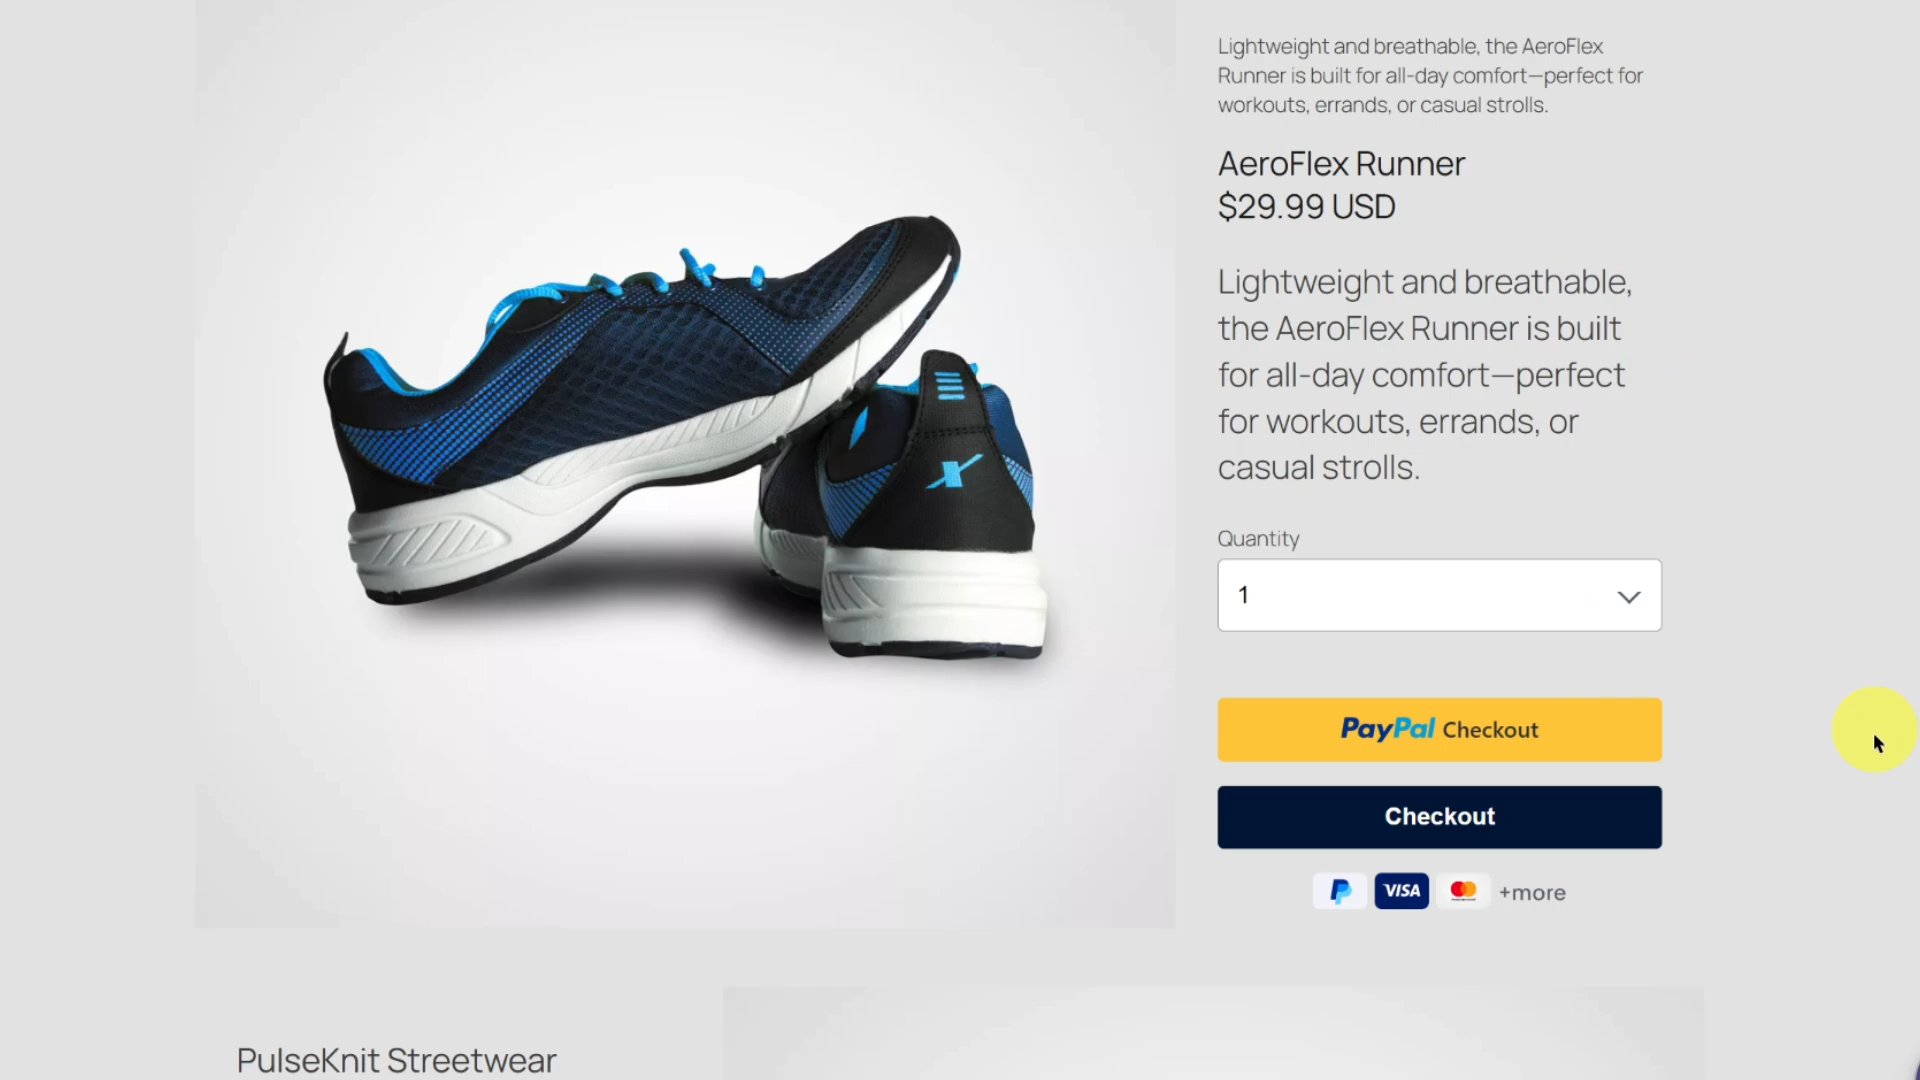 Lightweight and breathable, the AeroFlex
Runner is built for all-day comfort—perfect for
workouts, errands, or casual strolls.
AeroFlex Runner
$29.99 USD
Lightweight and breathable,
the AeroFlex Runner is built
for all-day comfort—perfect
for workouts, errands, or
casual strolls.
Quantity
1
PayPal Checkout
Checkout
VISA
+more
PulseKnit Streetwear